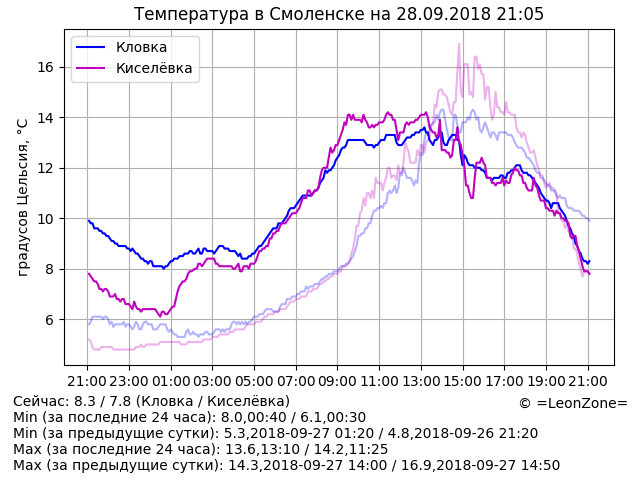 Температура в Смоленске на 28.09.2018 21:05
Кловка
Киселёвка
градусов Цельсия, °C
16
14
12
10
8
6
21:00 23:00 01:00 03:00 05:00 07:00 09:00 11:00 13:00 15:00 17:00 19:00 21:00
Сейчас: 8.3 / 7.8 (Кловка / Киселёвка)
© =LeonZone=
Min (за последние 24 часа): 8.0,00:40 / 6.1,00:30
Min (за предыдущие сутки): 5.3,2018-09-27 01:20 / 4.8,2018-09-26 21:20
Max (за последние 24 часа): 13.6,13:10 / 14.2,11:25
Max (за предыдущие сутки): 14.3,2018-09-27 14:00 / 16.9,2018-09-27 14:50